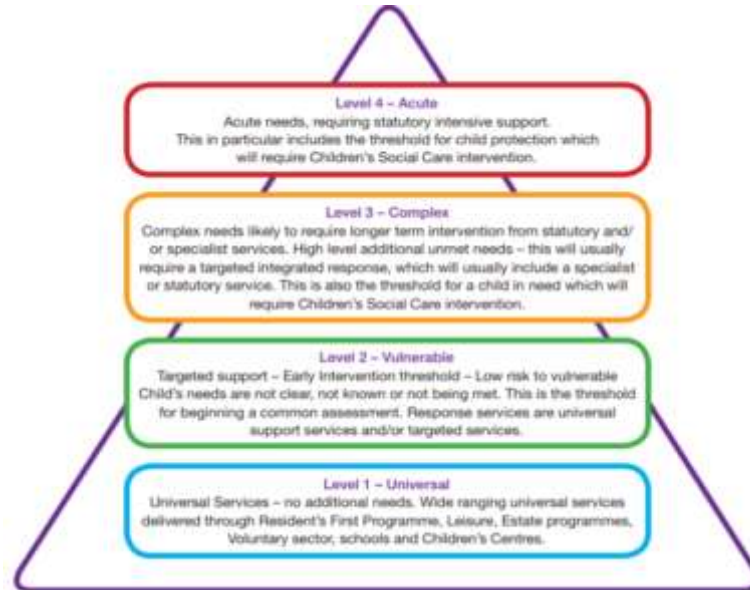 Level 4 – Acute
Acute needs, requiring statutory intensive support.
This in particular includes the threshold for child protection which
will require Children's Social Care intervention.
Level 3 – Complex
Complex needs likely to require longer term intervention from statutory and/
or specialist services. High level additional unmet needs – this will usually
require a targeted integrated response, which will usually include a specialist
or statutory service. This is also the threshold for a child in need which will
require Children's Social Care intervention.
Level 2 – Vulnerable
Targeted support – Early Intervention threshold – Low risk to vulnerable
Child's needs are not clear, not known or not being met. This is the threshold
for beginning a common assessment. Response services are universal
support services and/or targeted services.
Level 1 – Universal
Universal Services – no additional needs. Wide ranging universal services
delivered through Resident's First Programme, Leisure, Estate programmes,
Voluntary sector, schools and Children's Centres.